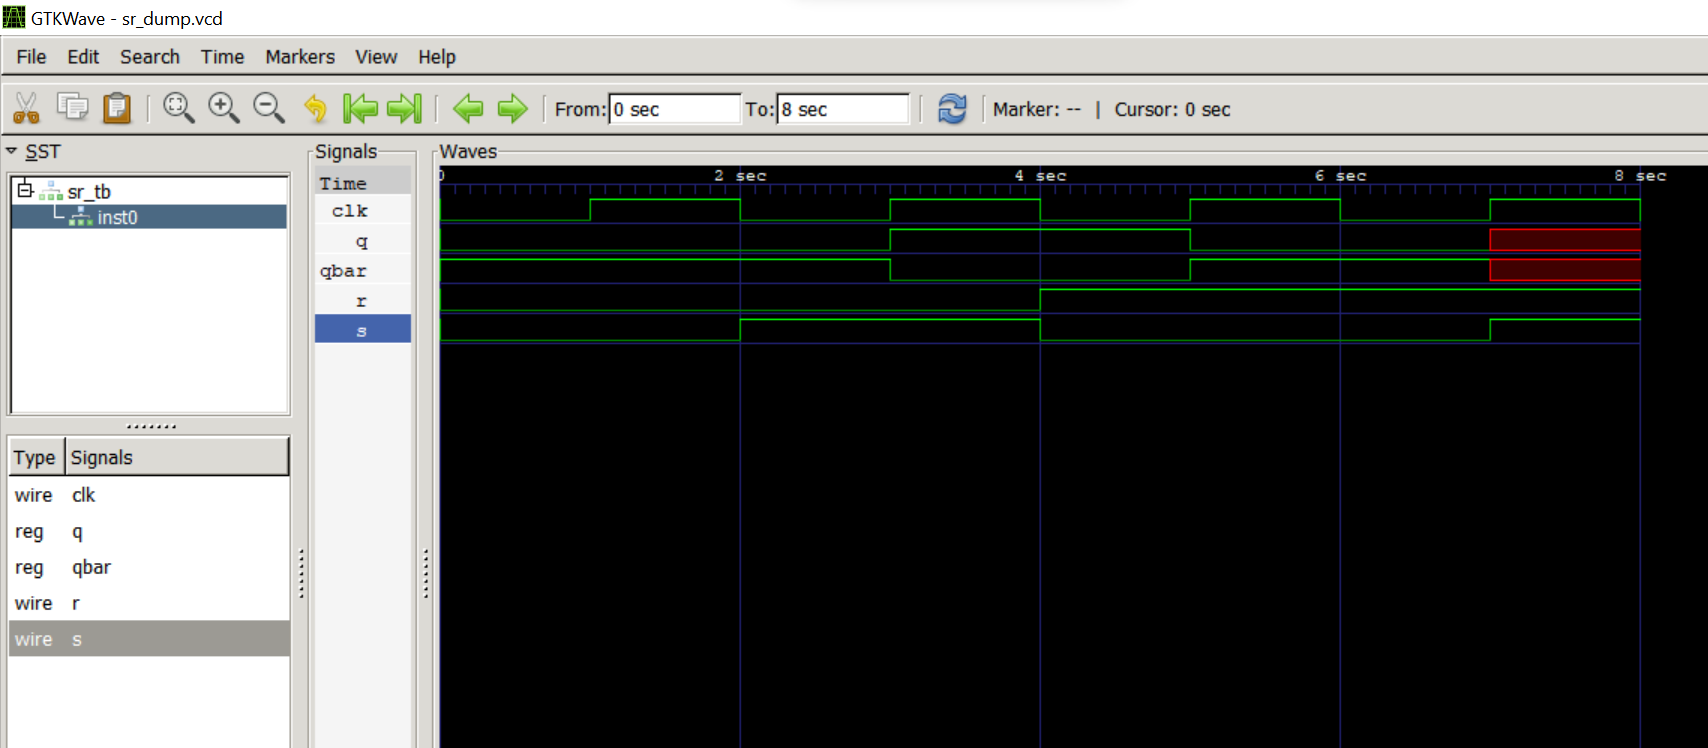 GTKWave - sr_dump.vcd
File Edit Search Time Markers View Help
From: 0 sec To: 8 sec Marker: -- | Cursor: 0 sec
SST
sr_tb
inst0
Type Signals
wire clk
reg q
reg qbar
wire r
wire s
Signals
Time
clk
q
qbar
r
s
Waves
0 2 sec 4 sec 6 sec 8 sec